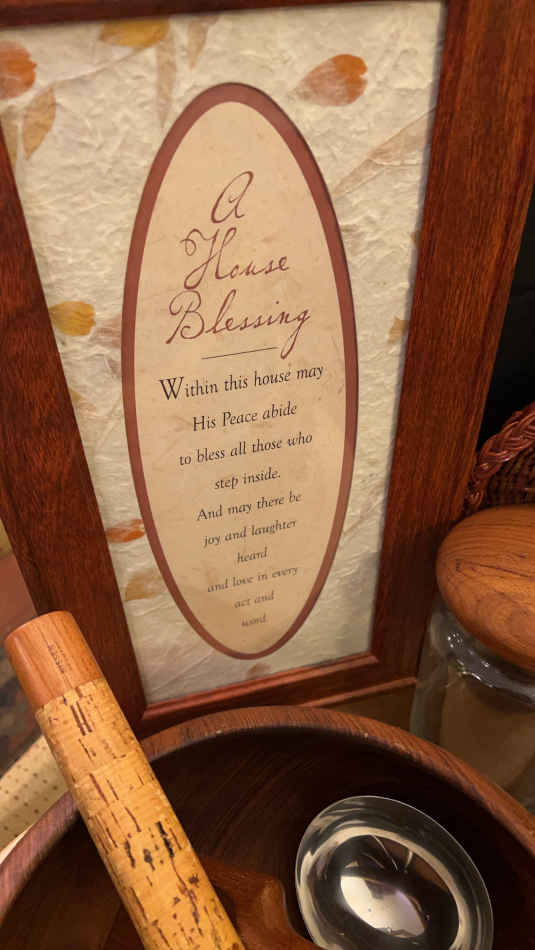 A
House
Blessing
Within this house may
His Peace abide
to bless all those who
step inside.
And may there be
joy and laughter
heard
and love in every
act and
word.